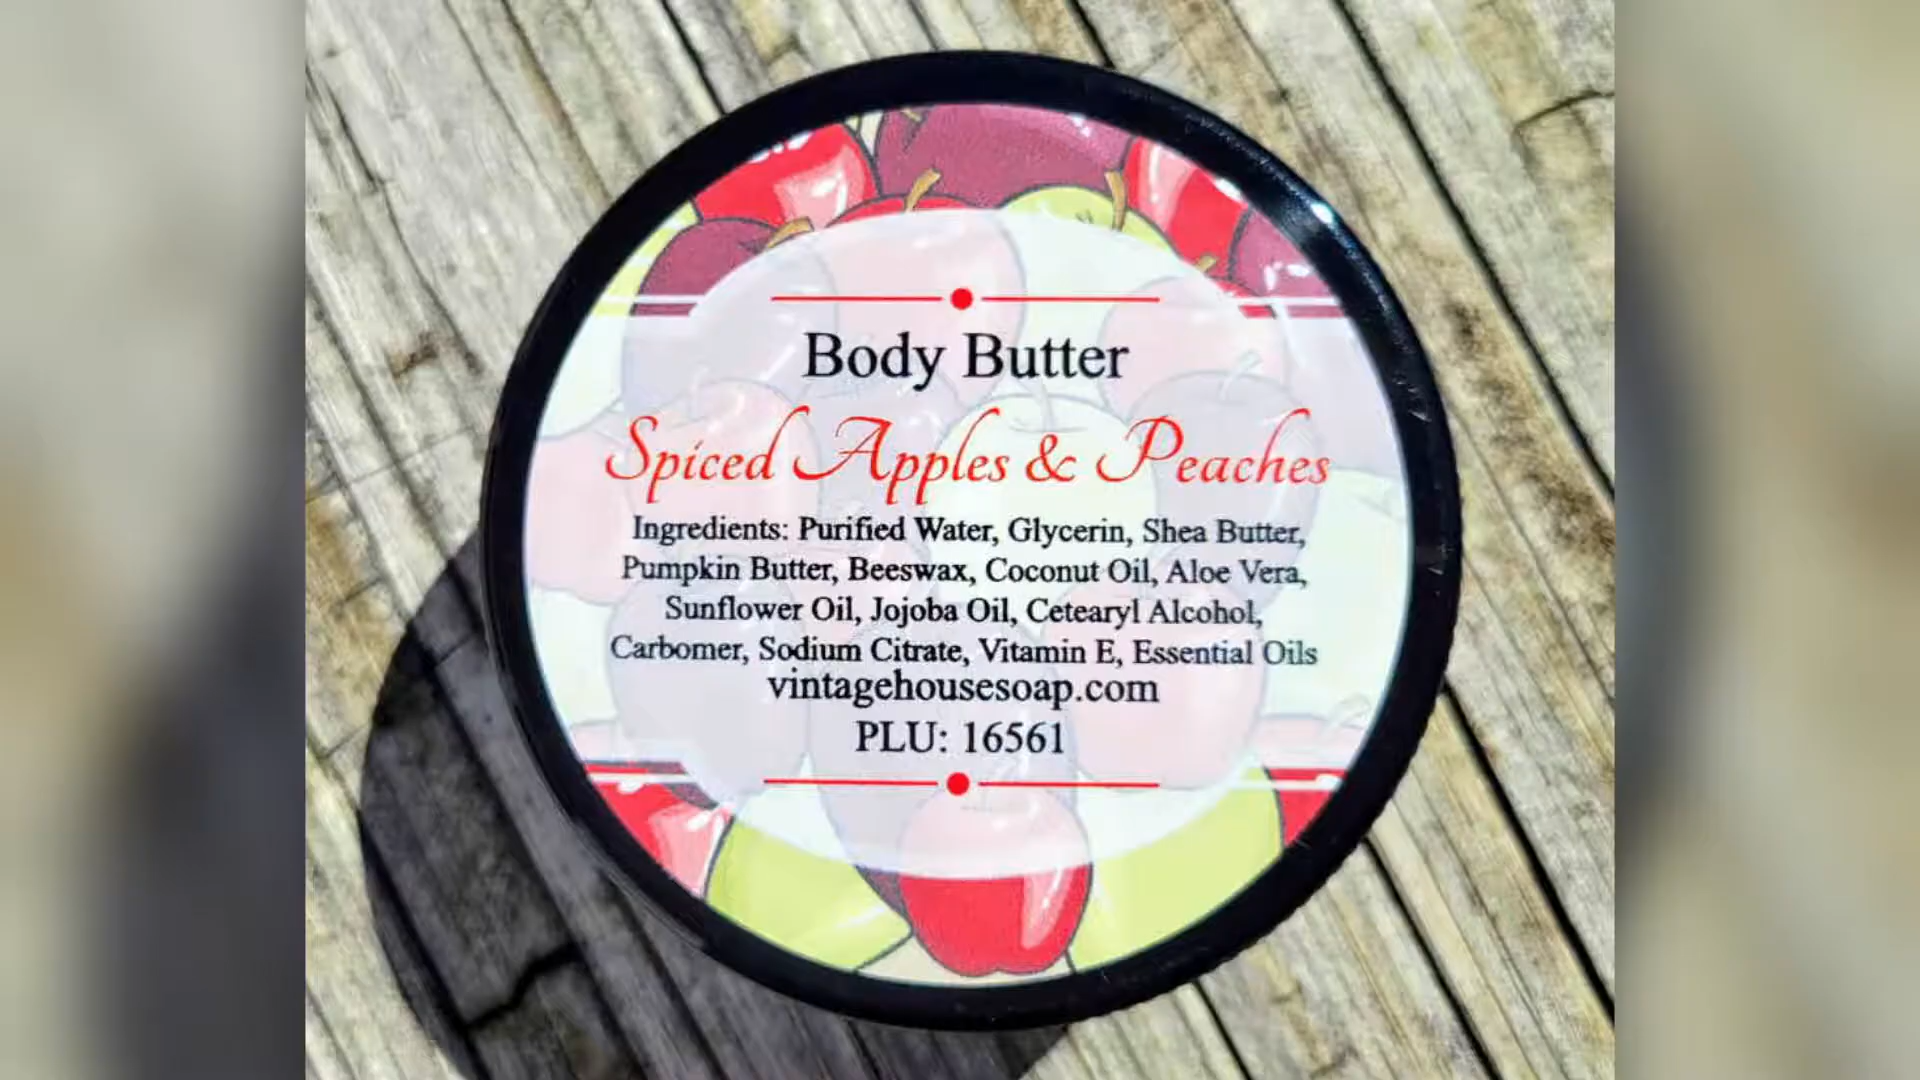 Body Butter
Spiced Apples & Peaches
Ingredients: Purified Water, Glycerin, Shea Butter,
Pumpkin Butter, Beeswax, Coconut Oil, Aloe Vera,
Sunflower Oil, Jojoba Oil, Cetearyl Alcohol,
Carbomer, Sodium Citrate, Vitamin E, Essential Oils
vintagehousesoap.com
PLU: 16561